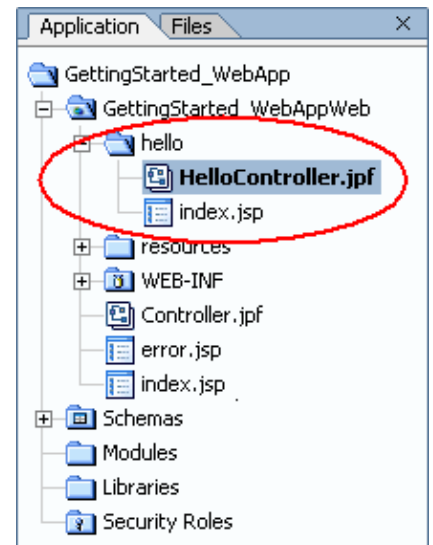 Application Files
GettingStarted_WebApp
GettingStarted_WebAppWeb
hello
HelloController.jpf
index.jsp
resources
WEB-INF
Controller.jpf
error.jsp
index.jsp
Schemas
Modules
Libraries
Security Roles